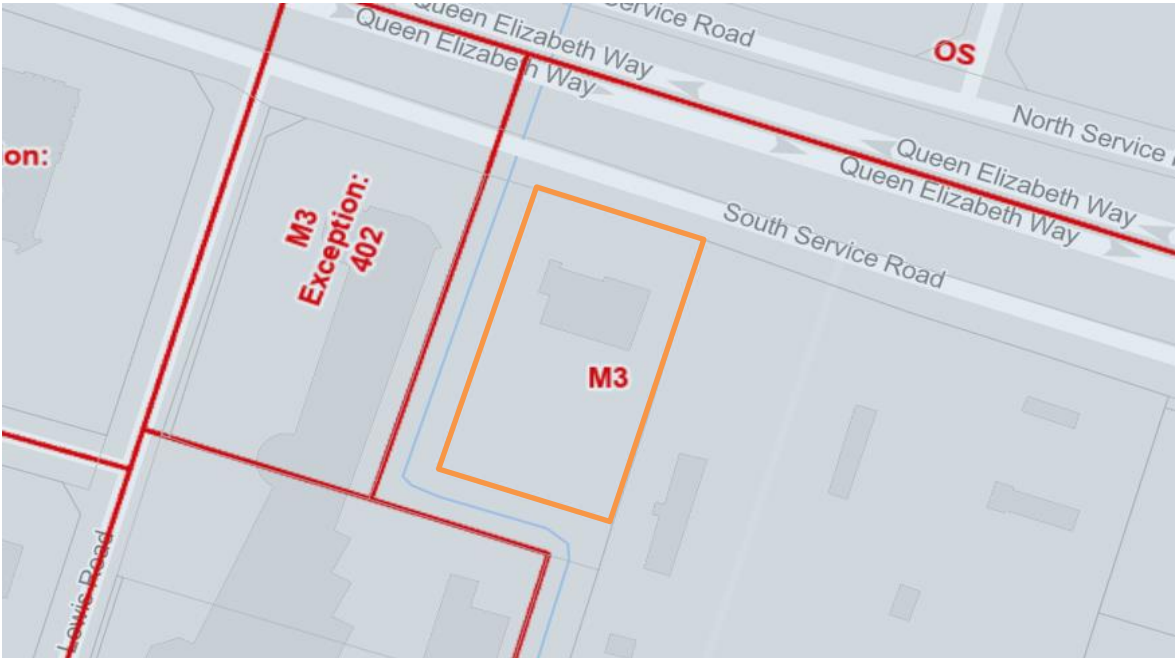 Queen Elizabeth Way
Service Road
Queen Elizabeth Way
OS
North Service
on:
M3
Exception:
402
Queen Elizabeth Way
Queen Elizabeth Way
South Service Road
M3
Lewis Road